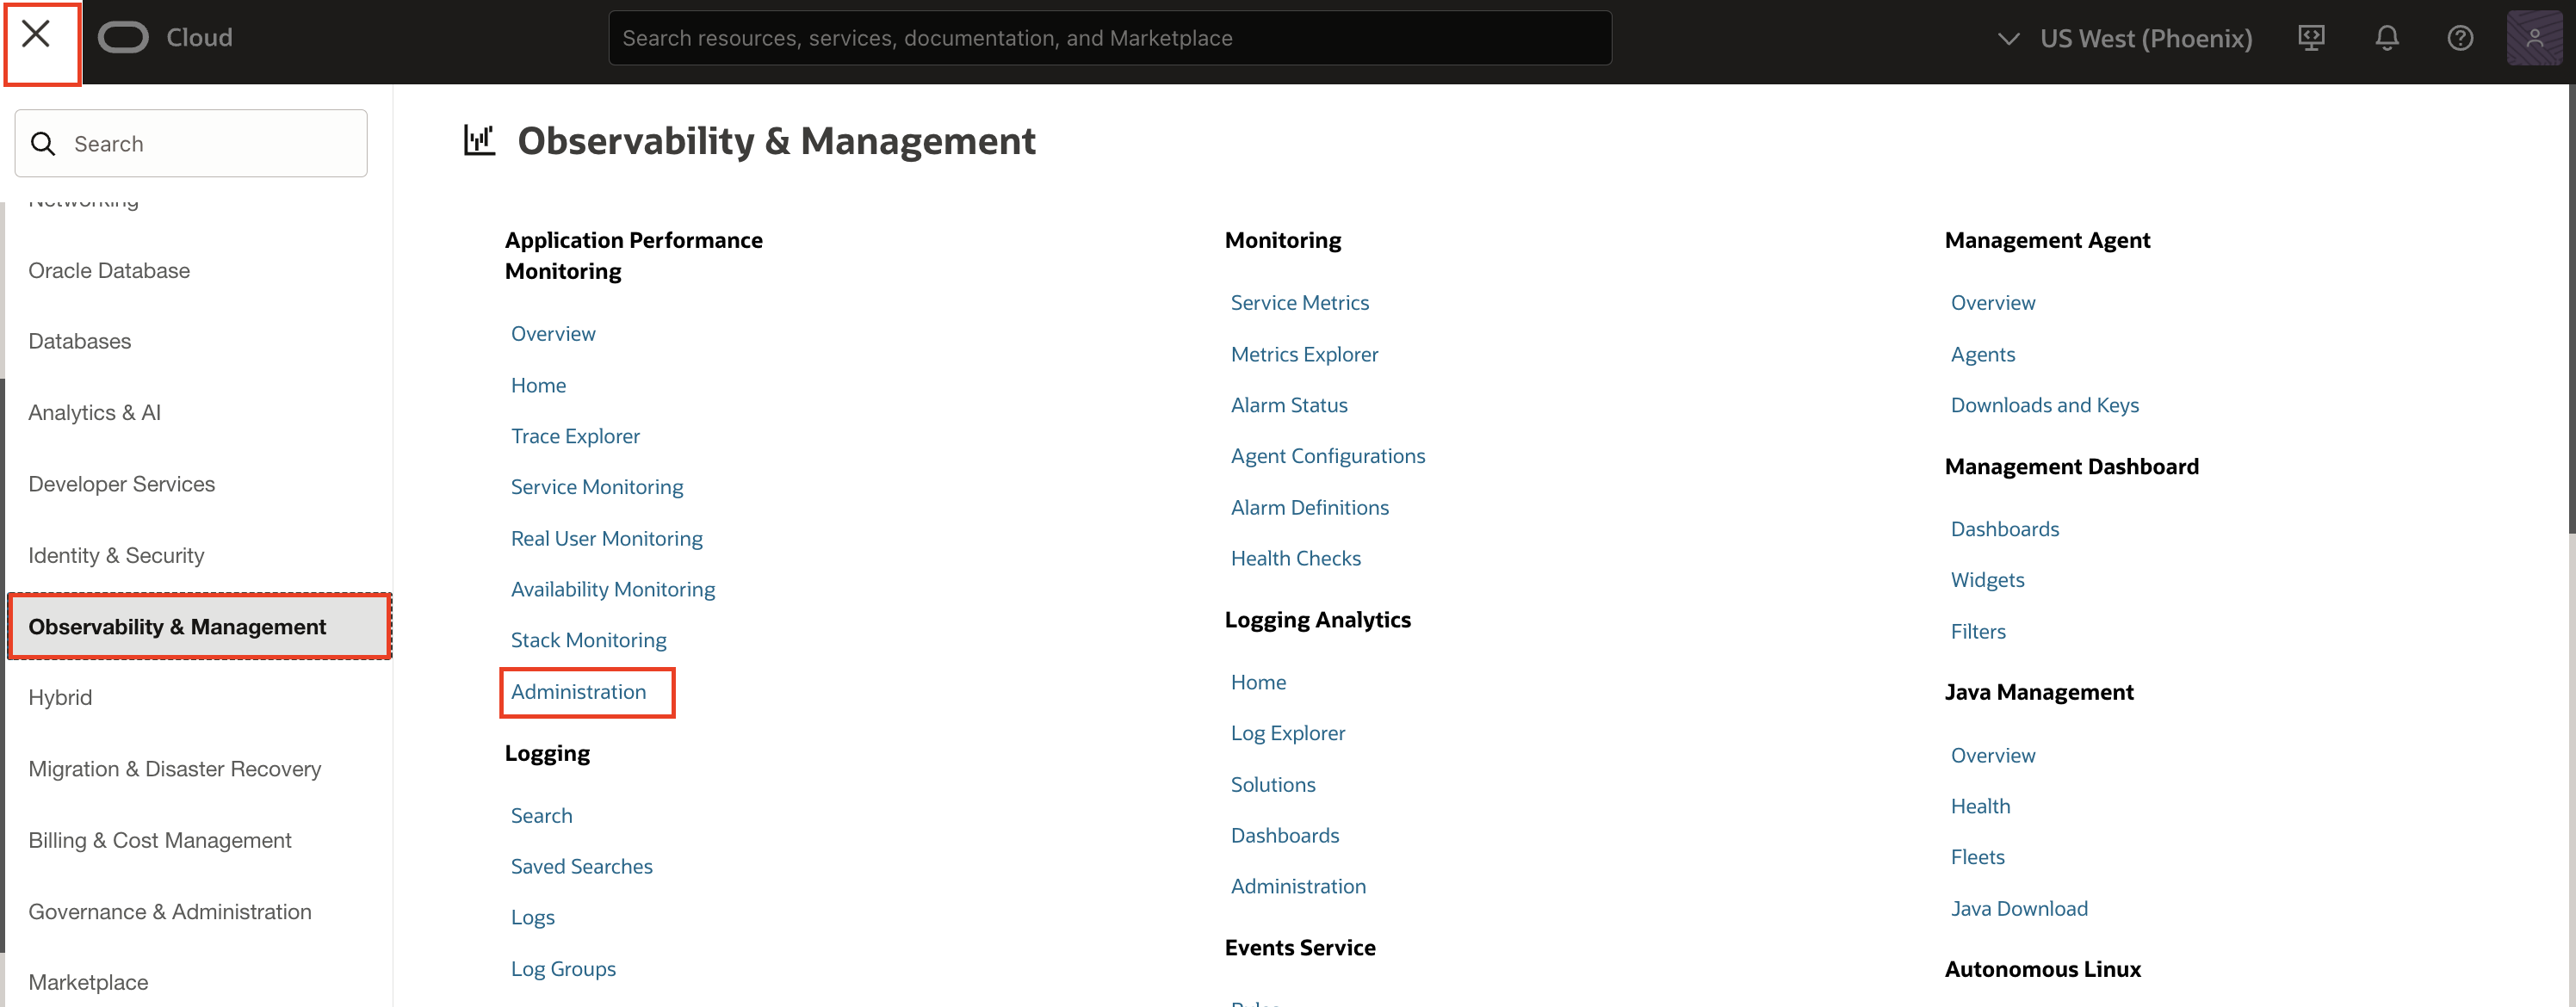 Cloud
Search resources, services, documentation, and Marketplace
US West (Phoenix)
Search
Networking
Oracle Database
Databases
Analytics & AI
Developer Services
Identity & Security
Observability & Management
Hybrid
Migration & Disaster Recovery
Billing & Cost Management
Governance & Administration
Marketplace
Observability & Management
Application Performance
Monitoring
Overview
Home
Trace Explorer
Service Monitoring
Real User Monitoring
Availability Monitoring
Stack Monitoring
Administration
Logging
Search
Saved Searches
Logs
Log Groups
Monitoring
Service Metrics
Metrics Explorer
Alarm Status
Agent Configurations
Alarm Definitions
Health Checks
Logging Analytics
Home
Log Explorer
Solutions
Dashboards
Administration
Events Service
Management Agent
Overview
Agents
Downloads and Keys
Management Dashboard
Dashboards
Widgets
Filters
Java Management
Overview
Health
Fleets
Java Download
Autonomous Linux